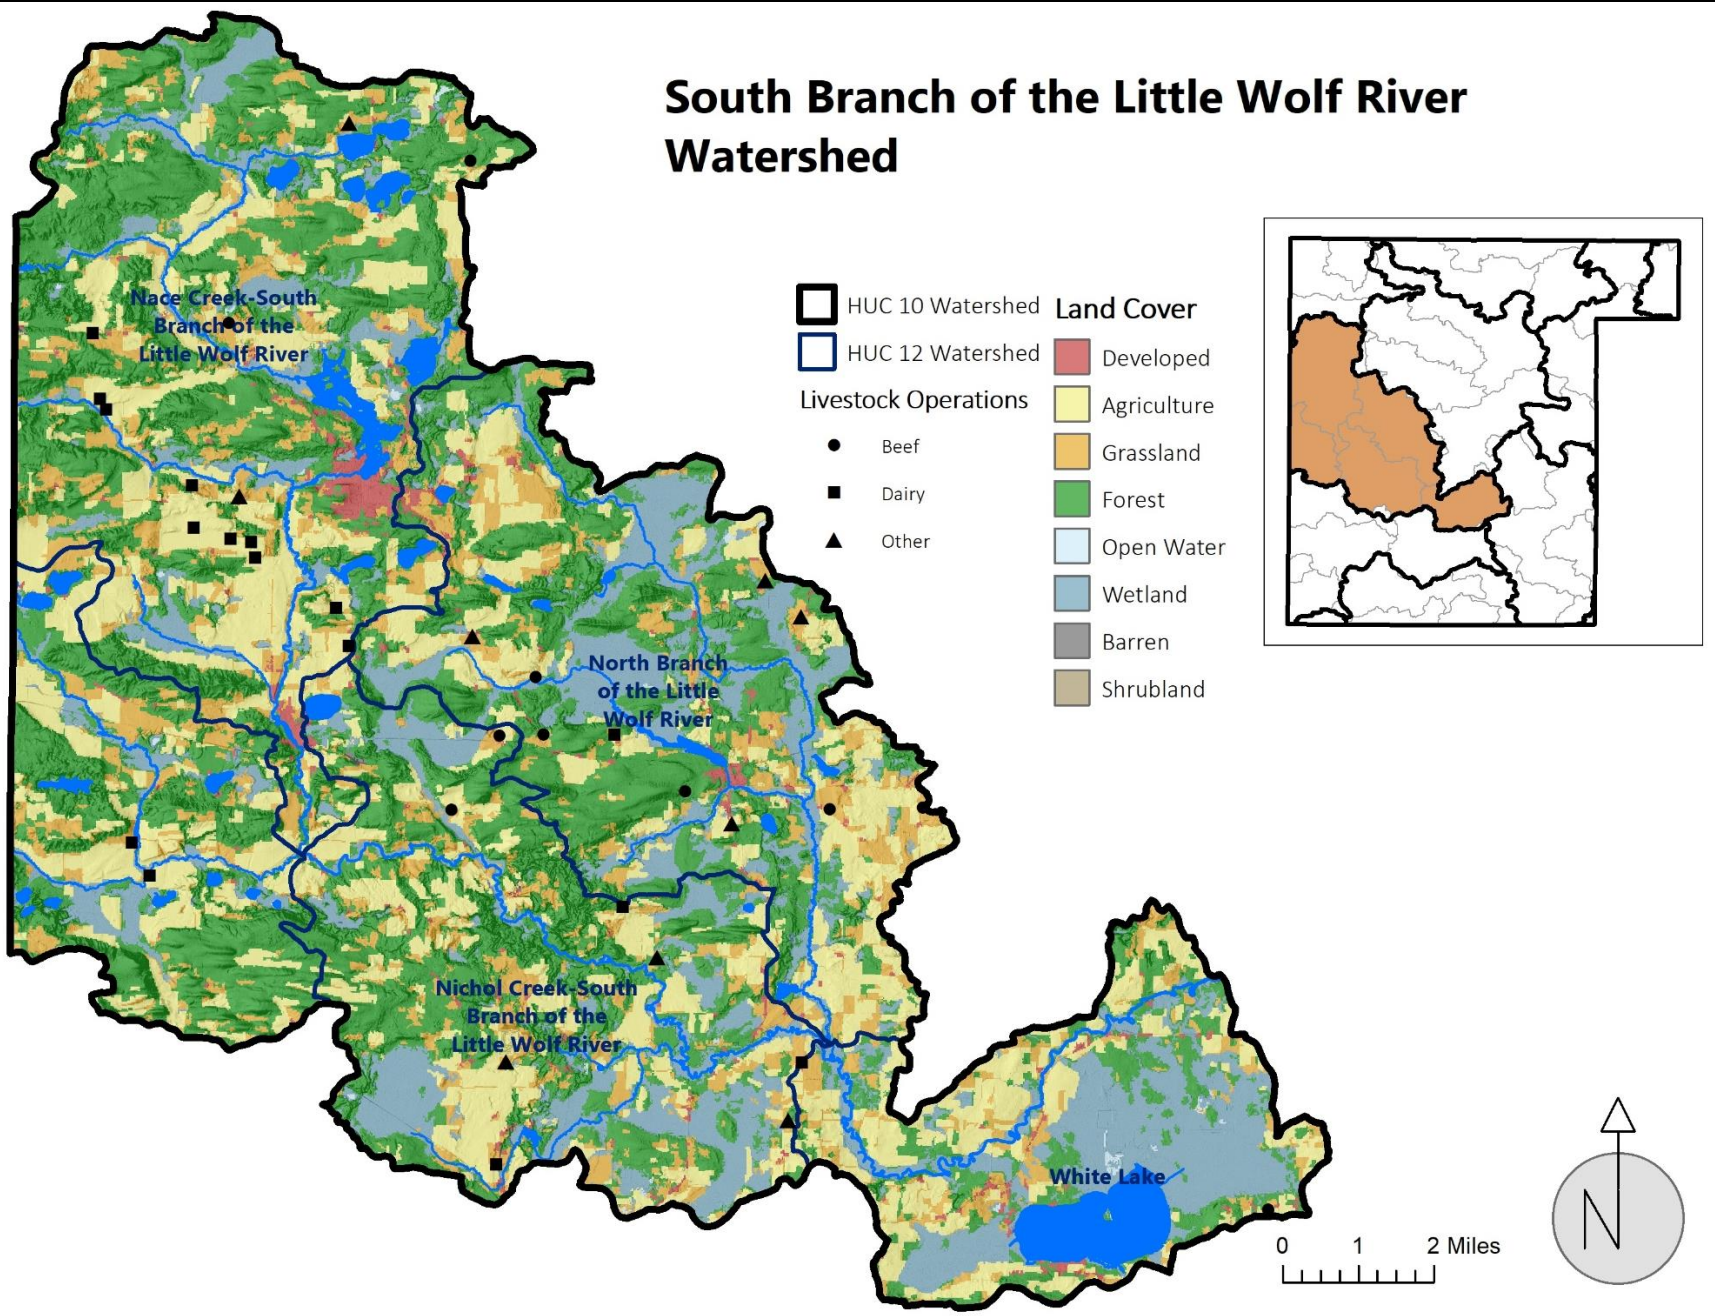 South Branch of the Little Wolf River
Watershed
HUC 10 Watershed
HUC 12 Watershed
Livestock Operations
Beef
Dairy
Other
Land Cover
Developed
Agriculture
Grassland
Forest
Open Water
Wetland
Barren
Shrubland
Nace Creek-South
Branch of the
Little Wolf River
North Branch
of the Little
Wolf River
Nichol Creek-South
Branch of the
Little Wolf River
White Lake
0 1 2 Miles
N